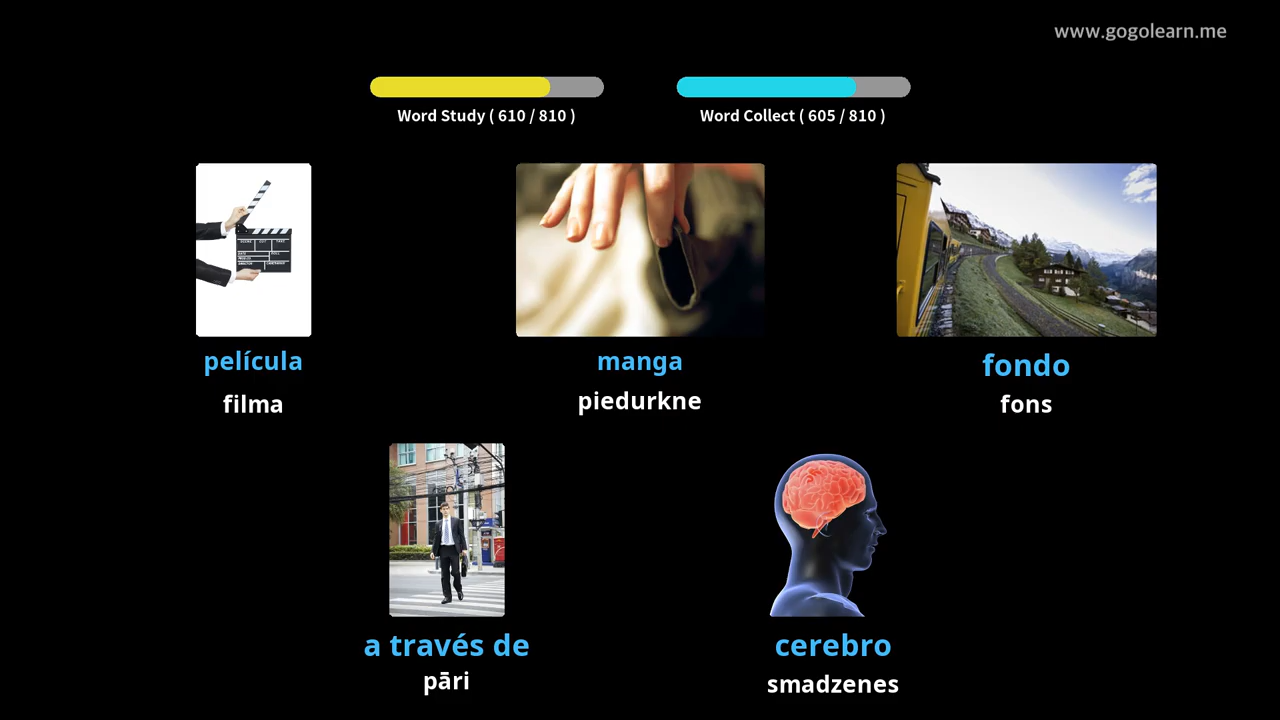 www.gogolearn.me
Word Study ( 610 / 810 )
Word Collect ( 605 / 810 )
película
manga
fondo
filma
piedurkne
fons
a través de
cerebro
pāri
smadzenes